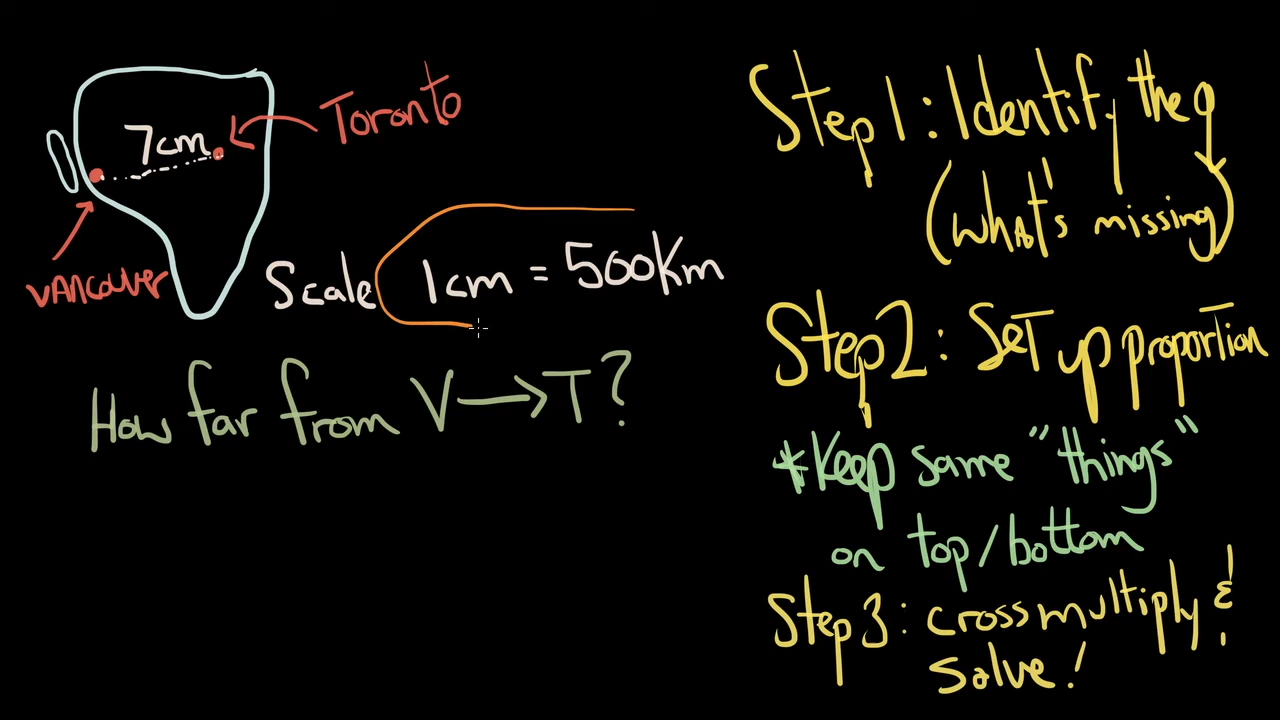 7cm
Toronto
Vancouver
Scale 1cm = 500Km
How far from V→T?
Step 1: Identify the q
(what's missing)
Step 2: Set up proportion
*Keep same "things"
on top/bottom
Step 3: cross multiply &
solve!